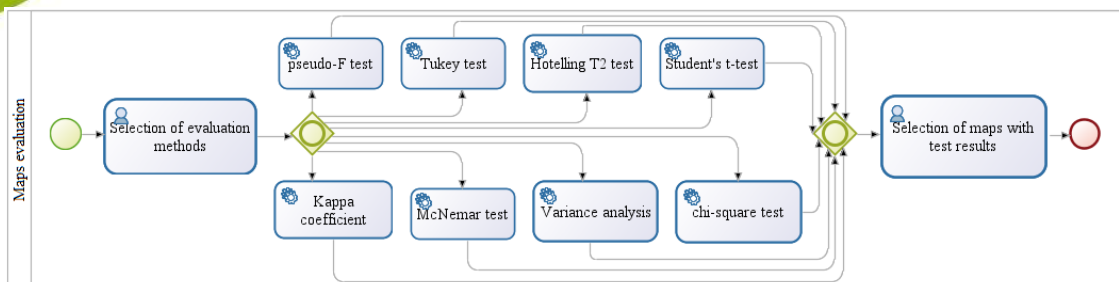 Maps evaluation
pseudo-F test
Tukey test
Hotelling T2 test
Student's t-test
Selection of evaluation
methods
Selection of maps with
test results
Kappa
coefficient
McNemar test
Variance analysis
chi-square test